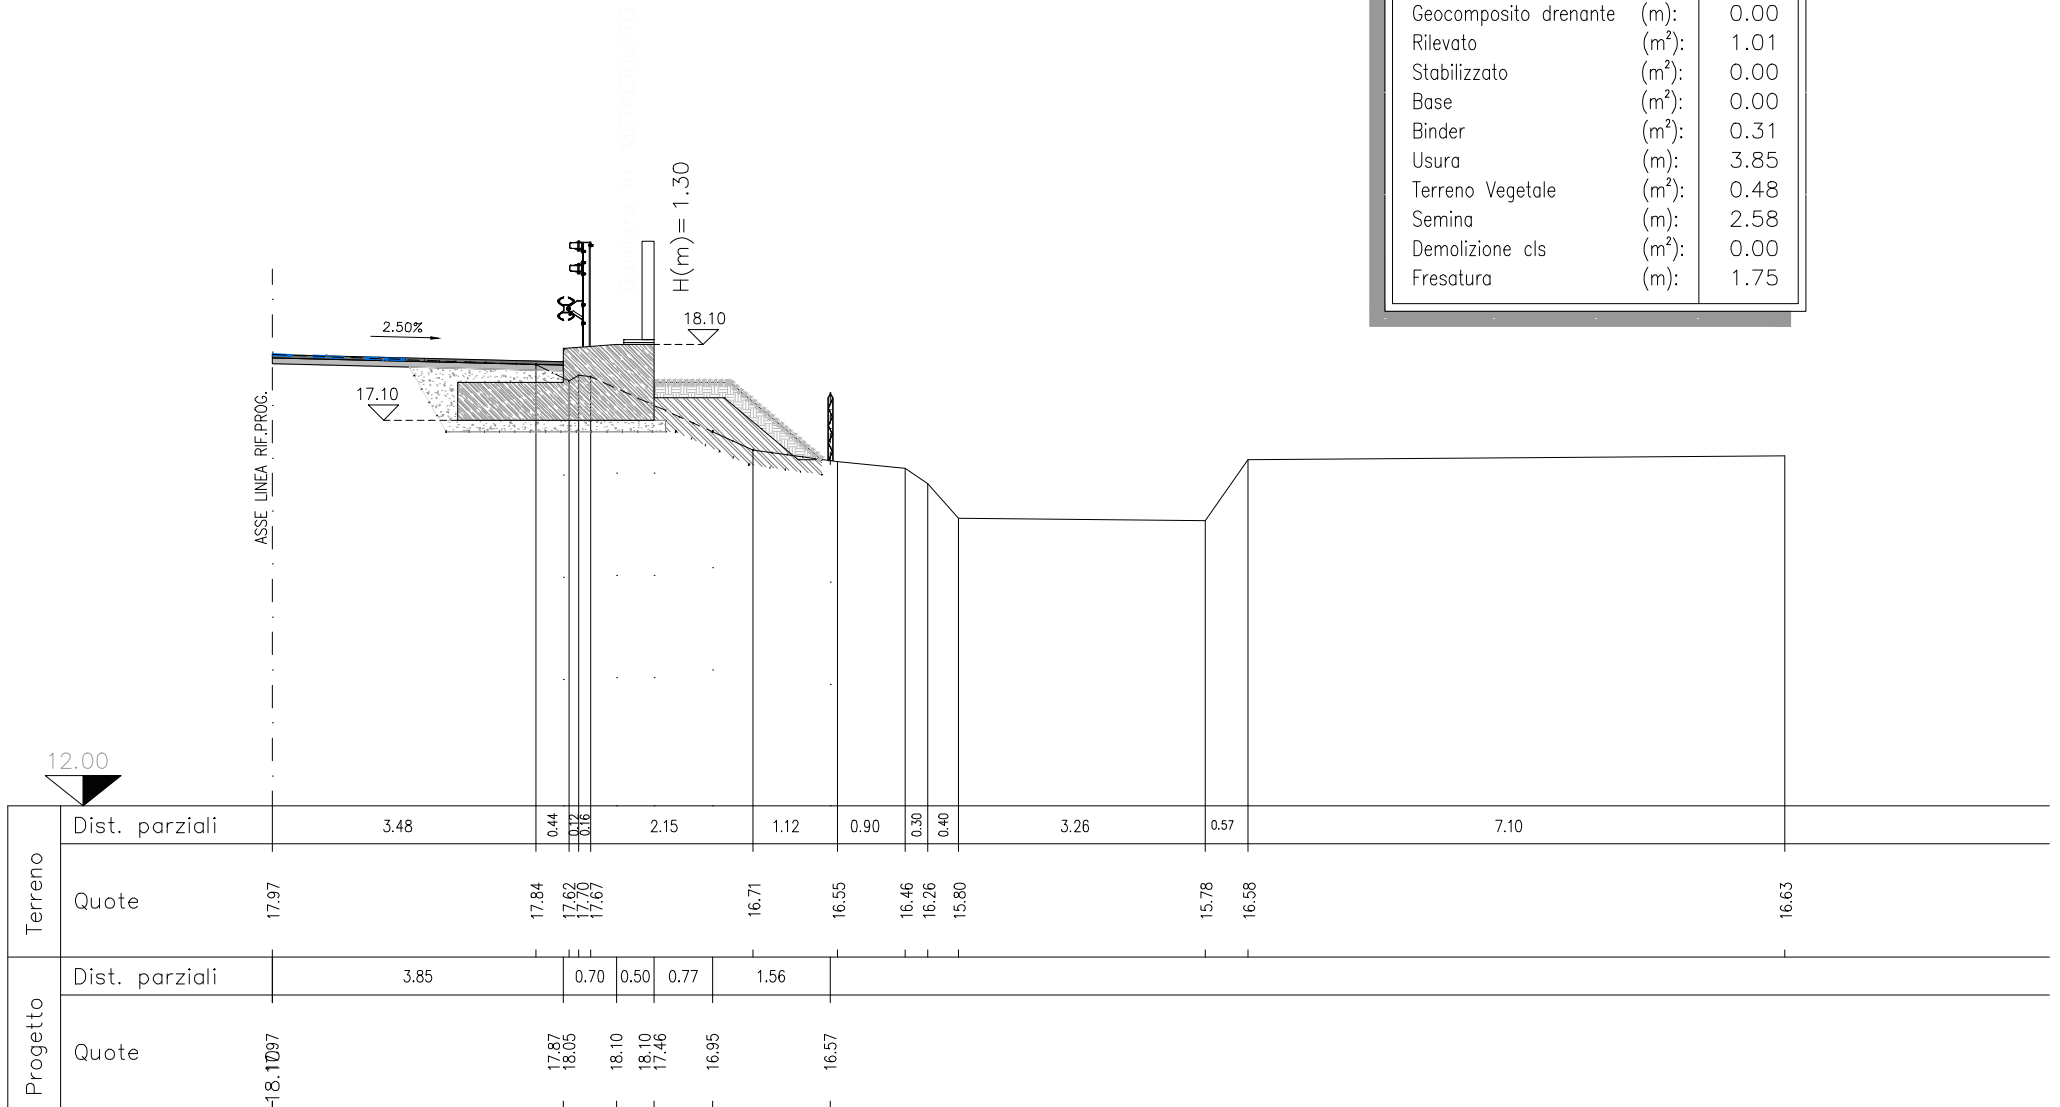 Geocomposito drenante (m): 0.00
Rilevato (m²): 1.01
Stabilizzato (m²): 0.00
Base (m²): 0.00
Binder (m²): 0.31
Usura (m): 3.85
Terreno Vegetale (m²): 0.48
Semina (m): 2.58
Demolizione cls (m²): 0.00
Fresatura (m): 1.75
Barriera in METACRILATO
H(m)= 1.30
2.50%
18.10
17.10
ASSE LINEA RIF.PROG.
12.00
Terreno
Dist. parziali 3.48 0.44 0.12 0.16 2.15 1.12 0.90 0.30 0.40 3.26 0.57 7.10
Quote 17.97 17.84 17.62 17.70 17.67 16.71 16.55 16.46 16.26 15.80 15.78 16.58 16.63
Progetto
Dist. parziali 3.85 0.70 0.50 0.77 1.56
Quote 17.97 17.87 18.05 18.10 18.10 17.46 16.95 16.57